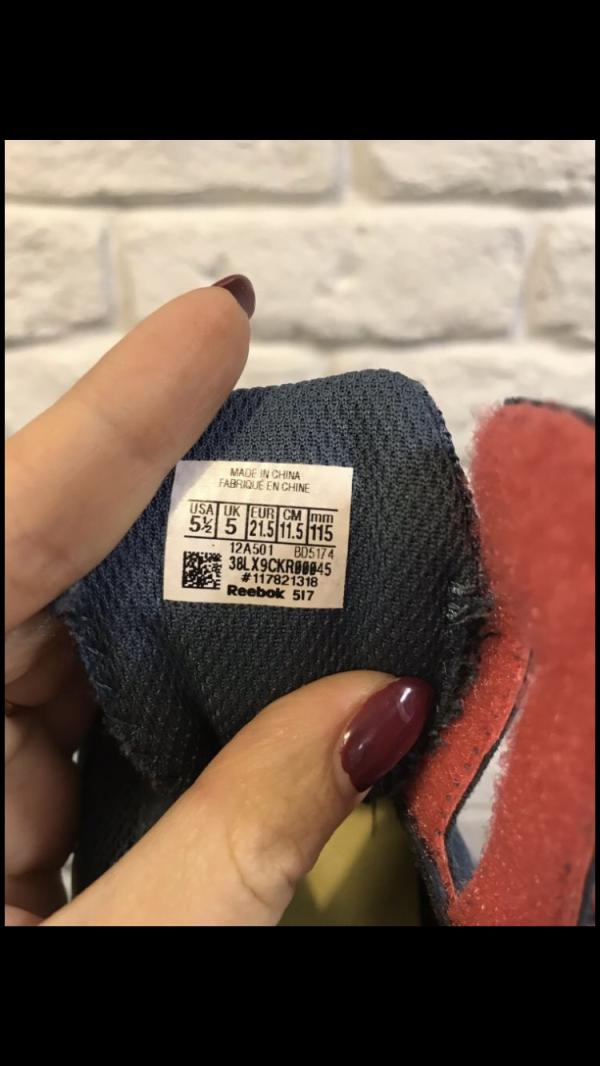 MADE IN CHINA
FABRIQUÉ EN CHINE
USA UK EUR CM mm
5½ 5 21.5 11.5 115
12A501 BD5174
38LX9CKR00045
#117821318
Reebok 517